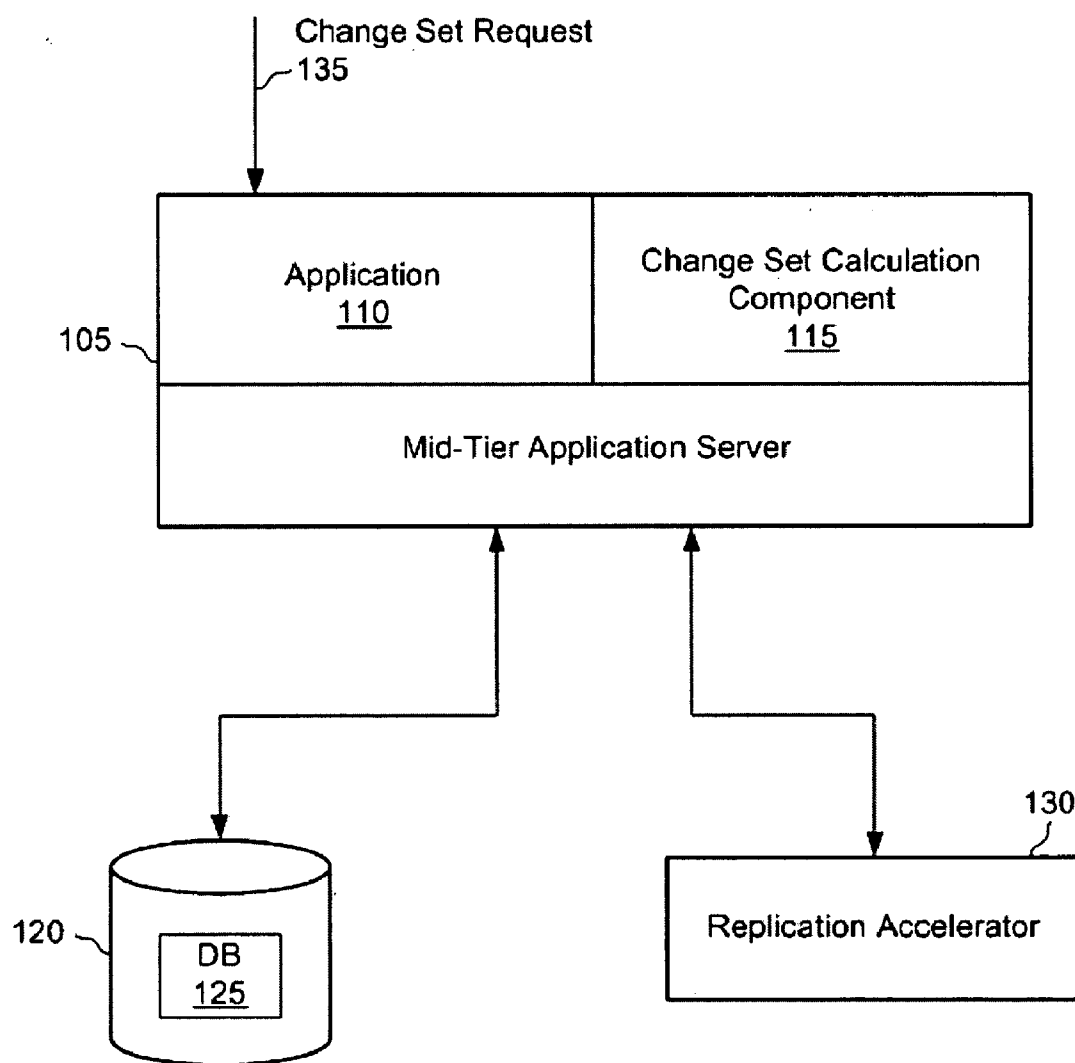 Change Set Request
135
Application
110
Change Set Calculation
Component
115
105
Mid-Tier Application Server
130
120
DB
125
Replication Accelerator